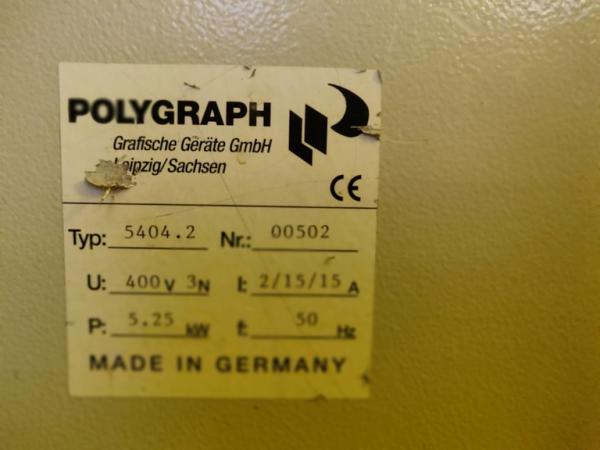 POLYGRAPH
Grafische Geräte GmbH
Leipzig/Sachsen
CE
Typ: 5404.2 Nr.: 00502
U: 400 V 3N I: 2/15/15 A
P: 5.25 kW f: 50 Hz
MADE IN GERMANY